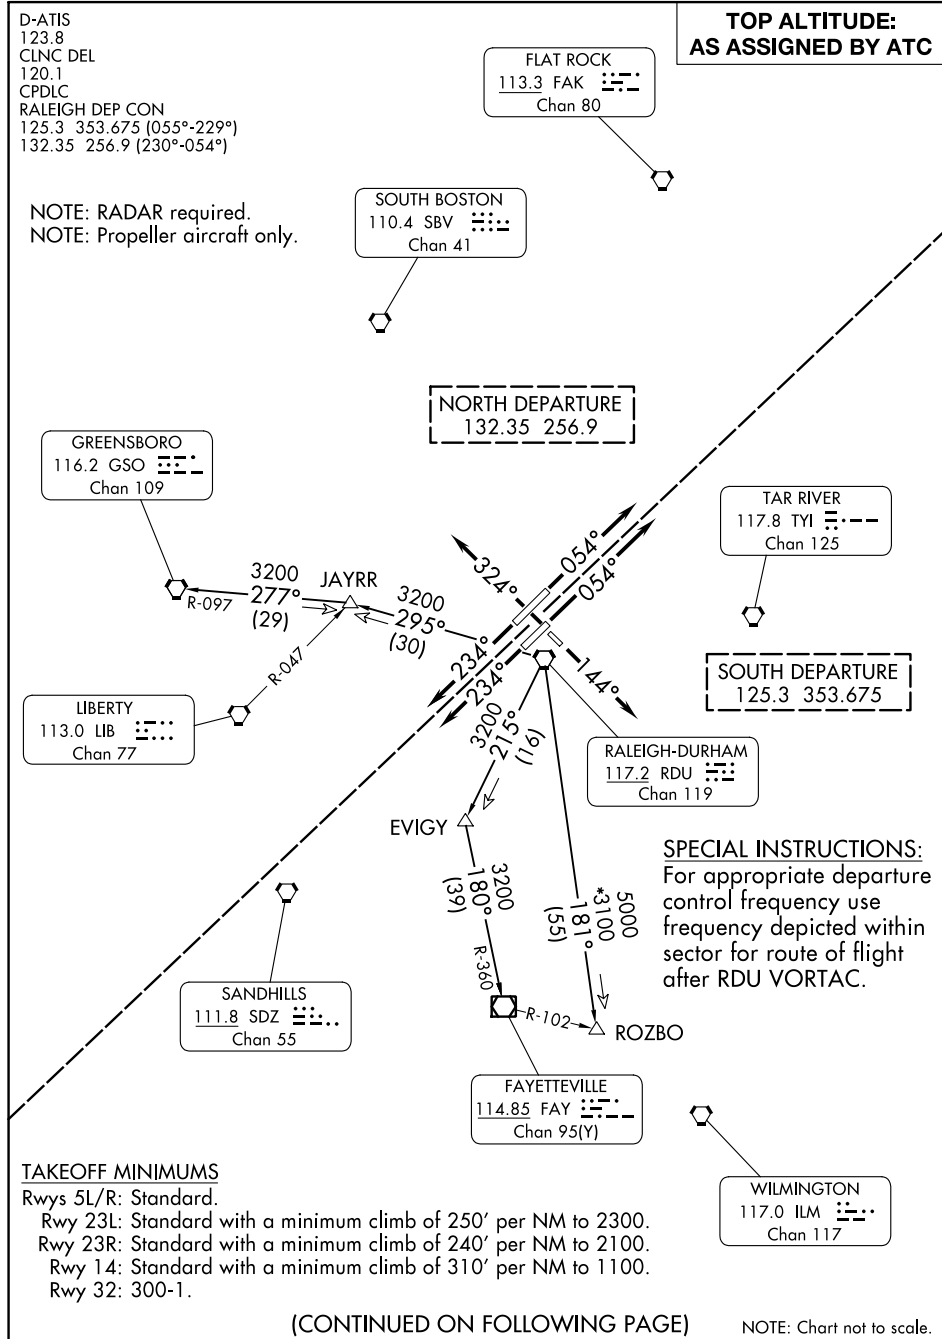 D-ATIS
123.8
CLNC DEL
120.1
CPDLC
RALEIGH DEP CON
125.3 353.675 (055°-229°)
132.35 256.9 (230°-054°)
TOP ALTITUDE:
AS ASSIGNED BY ATC
FLAT ROCK
113.3 FAK
Chan 80
NOTE: RADAR required.
NOTE: Propeller aircraft only.
SOUTH BOSTON
110.4 SBV
Chan 41
NORTH DEPARTURE
132.35 256.9
GREENSBORO
116.2 GSO
Chan 109
TAR RIVER
117.8 TYI
Chan 125
324°
054°
054°
3200
277°
(29)
R-097
JAYRR
3200
295°
(30)
234°
234°
144°
R-047
LIBERTY
113.0 LIB
Chan 77
SOUTH DEPARTURE
125.3 353.675
3200
215°
(16)
RALEIGH-DURHAM
117.2 RDU
Chan 119
EVIGY
SPECIAL INSTRUCTIONS:
For appropriate departure
control frequency use
frequency depicted within
sector for route of flight
after RDU VORTAC.
3200
180°
(39)
5000
*3100
181°
(55)
R-360
SANDHILLS
111.8 SDZ
Chan 55
R-102
ROZBO
FAYETTEVILLE
114.85 FAY
Chan 95(Y)
WILMINGTON
117.0 ILM
Chan 117
TAKEOFF MINIMUMS
Rwys 5L/R: Standard.
Rwy 23L: Standard with a minimum climb of 250' per NM to 2300.
Rwy 23R: Standard with a minimum climb of 240' per NM to 2100.
Rwy 14: Standard with a minimum climb of 310' per NM to 1100.
Rwy 32: 300-1.
(CONTINUED ON FOLLOWING PAGE)
NOTE: Chart not to scale.